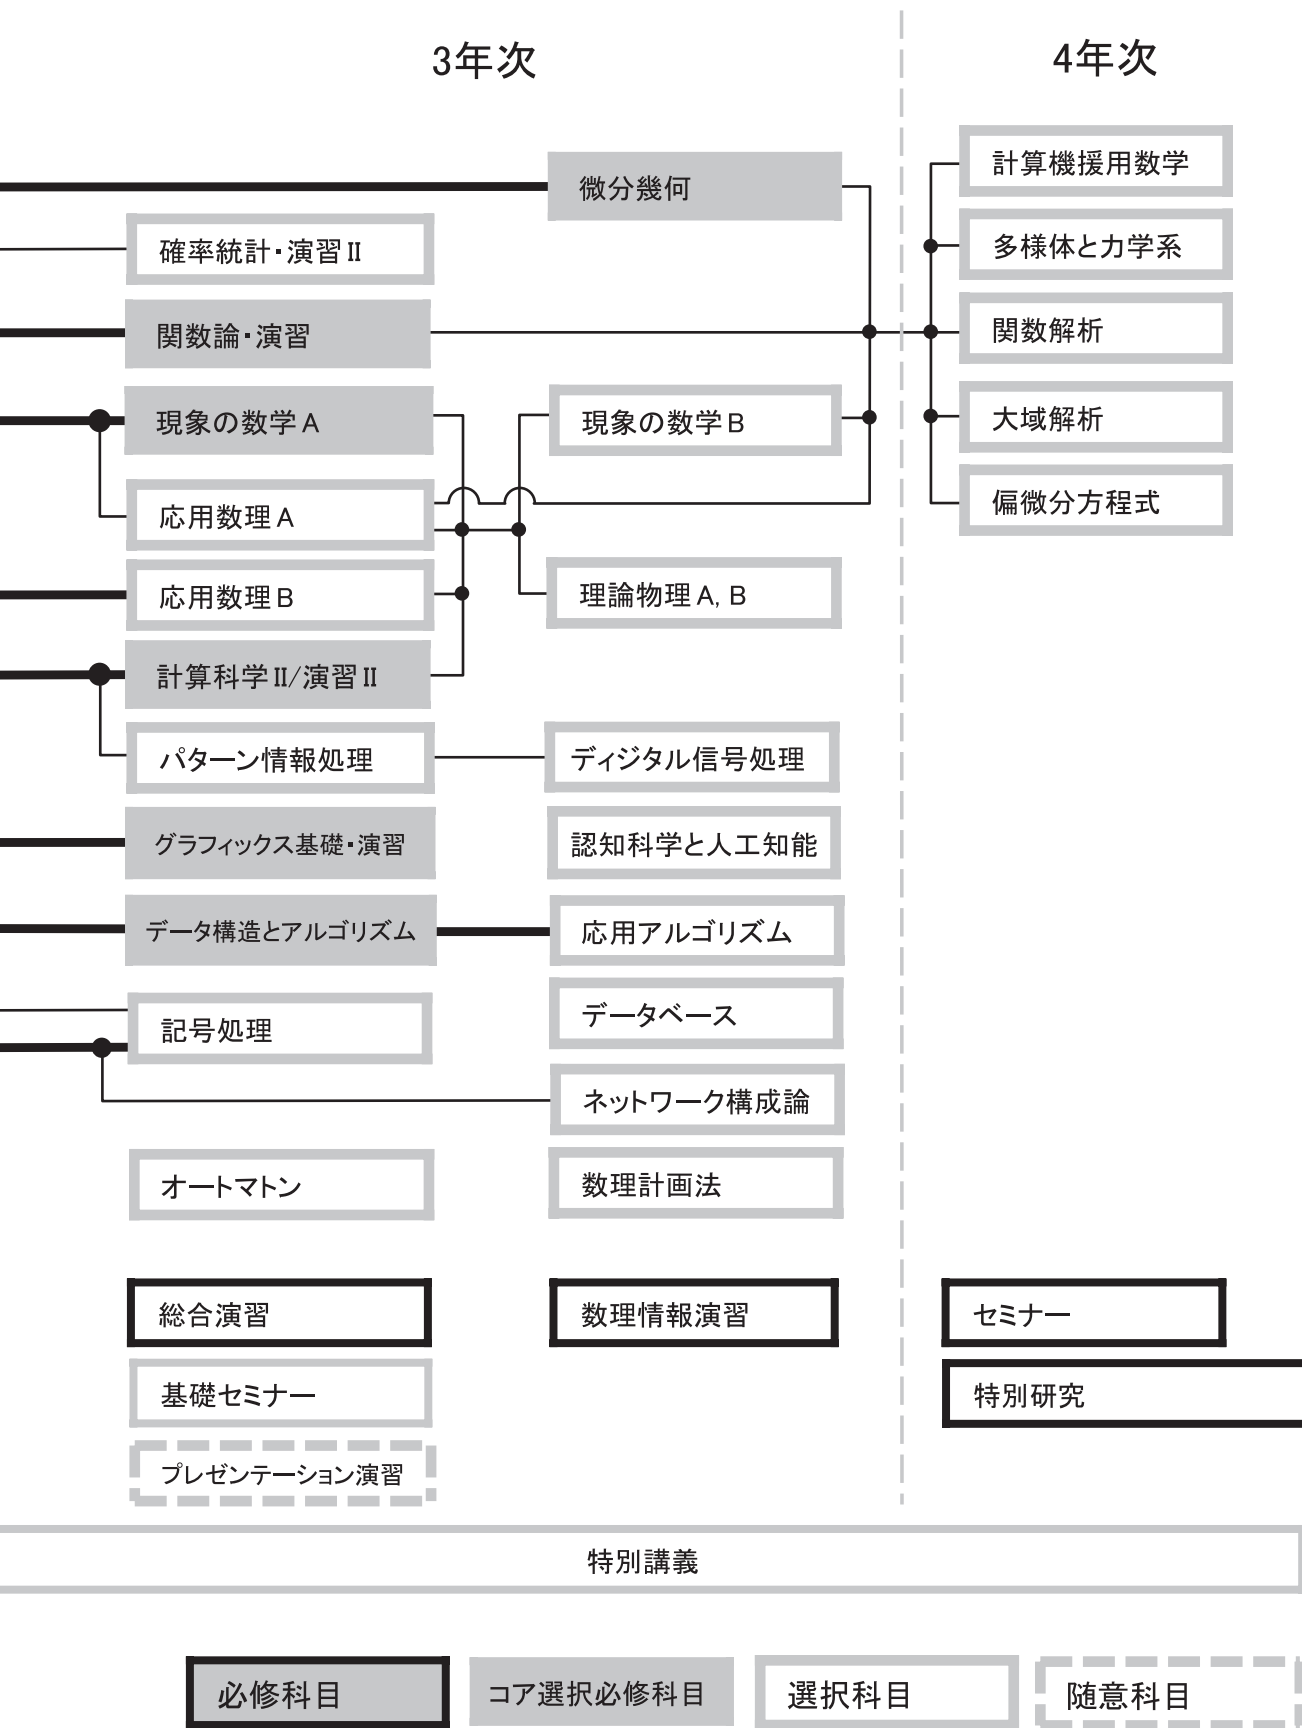 3年次
4年次
計算機援用数学
微分幾何
確率統計・演習Ⅱ
多様体と力学系
関数論・演習
関数解析
現象の数学A
現象の数学B
大域解析
応用数理A
偏微分方程式
応用数理B
理論物理A, B
計算科学Ⅱ/演習Ⅱ
パターン情報処理
ディジタル信号処理
グラフィックス基礎・演習
認知科学と人工知能
データ構造とアルゴリズム
応用アルゴリズム
データベース
記号処理
ネットワーク構成論
オートマトン
数理計画法
総合演習
数理情報演習
セミナー
基礎セミナー
特別研究
プレゼンテーション演習
特別講義
必修科目
コア選択必修科目
選択科目
随意科目